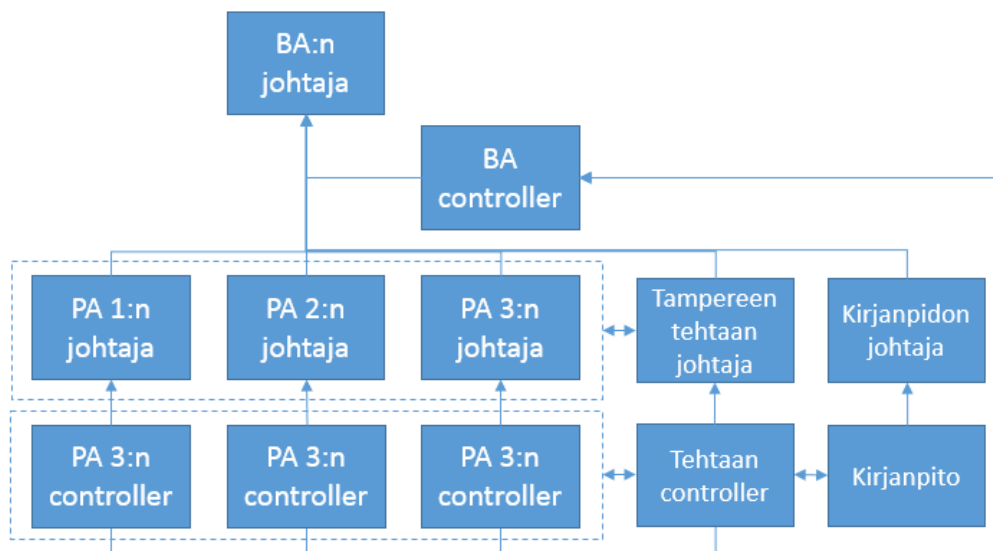 BA:n
johtaja
BA
controller
PA 1:n
johtaja
PA 2:n
johtaja
PA 3:n
johtaja
Tampereen
tehtaan
johtaja
Kirjanpidon
johtaja
PA 3:n
controller
PA 3:n
controller
PA 3:n
controller
Tehtaan
controller
Kirjanpito